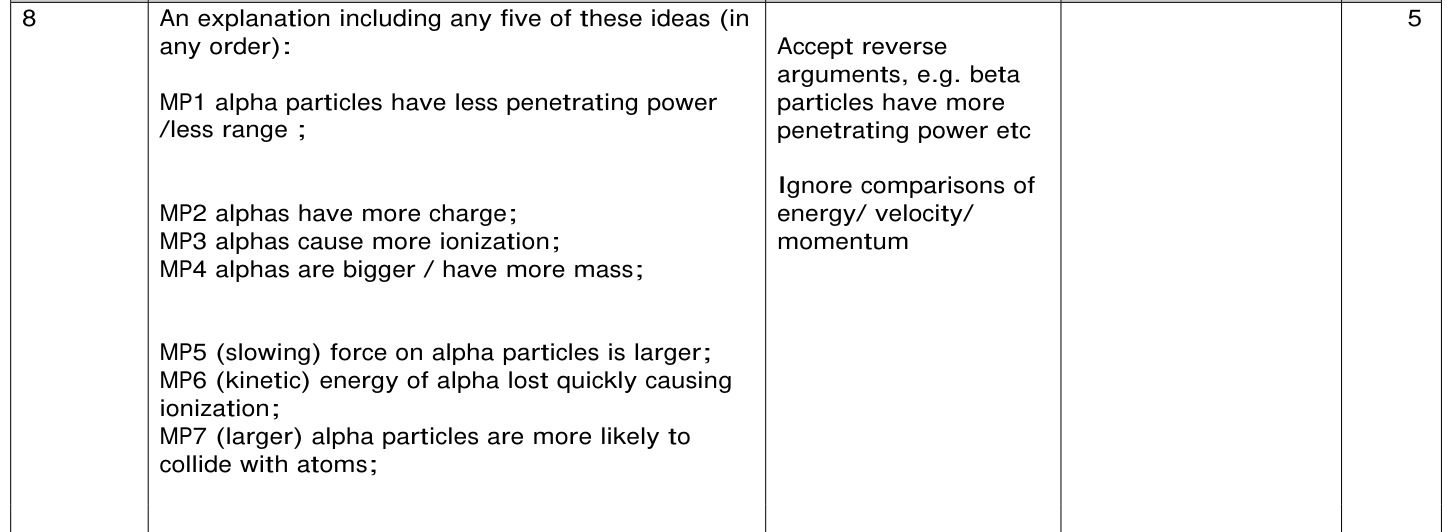 8
An explanation including any five of these ideas (in
any order):
MP1 alpha particles have less penetrating power
/less range ;
MP2 alphas have more charge;
MP3 alphas cause more ionization;
MP4 alphas are bigger / have more mass;
MP5 (slowing) force on alpha particles is larger;
MP6 (kinetic) energy of alpha lost quickly causing
ionization;
MP7 (larger) alpha particles are more likely to
collide with atoms;
Accept reverse
arguments, e.g. beta
particles have more
penetrating power etc
Ignore comparisons of
energy/ velocity/
momentum
5